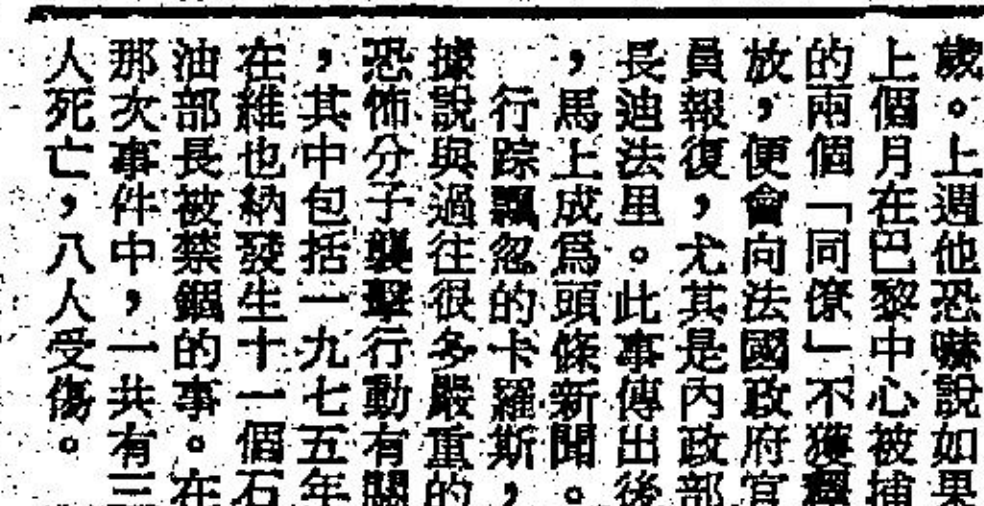 歲。上週他恐嚇說如果
上個月在巴黎中心被捕
的兩個「同僚」不獲釋
放，便會向法國政府官
員報復，尤其是內政部
長迪法里。此事傳出後
，馬上成爲頭條新聞。
行踪飄忽的卡羅斯，
據說與過往很多嚴重的
恐怖分子襲擊行動有關
，其中包括一九七五年
在維也納發生十一個石
油部長被禁錮的事。在
那次事件中，一共有三
人死亡，八人受傷。